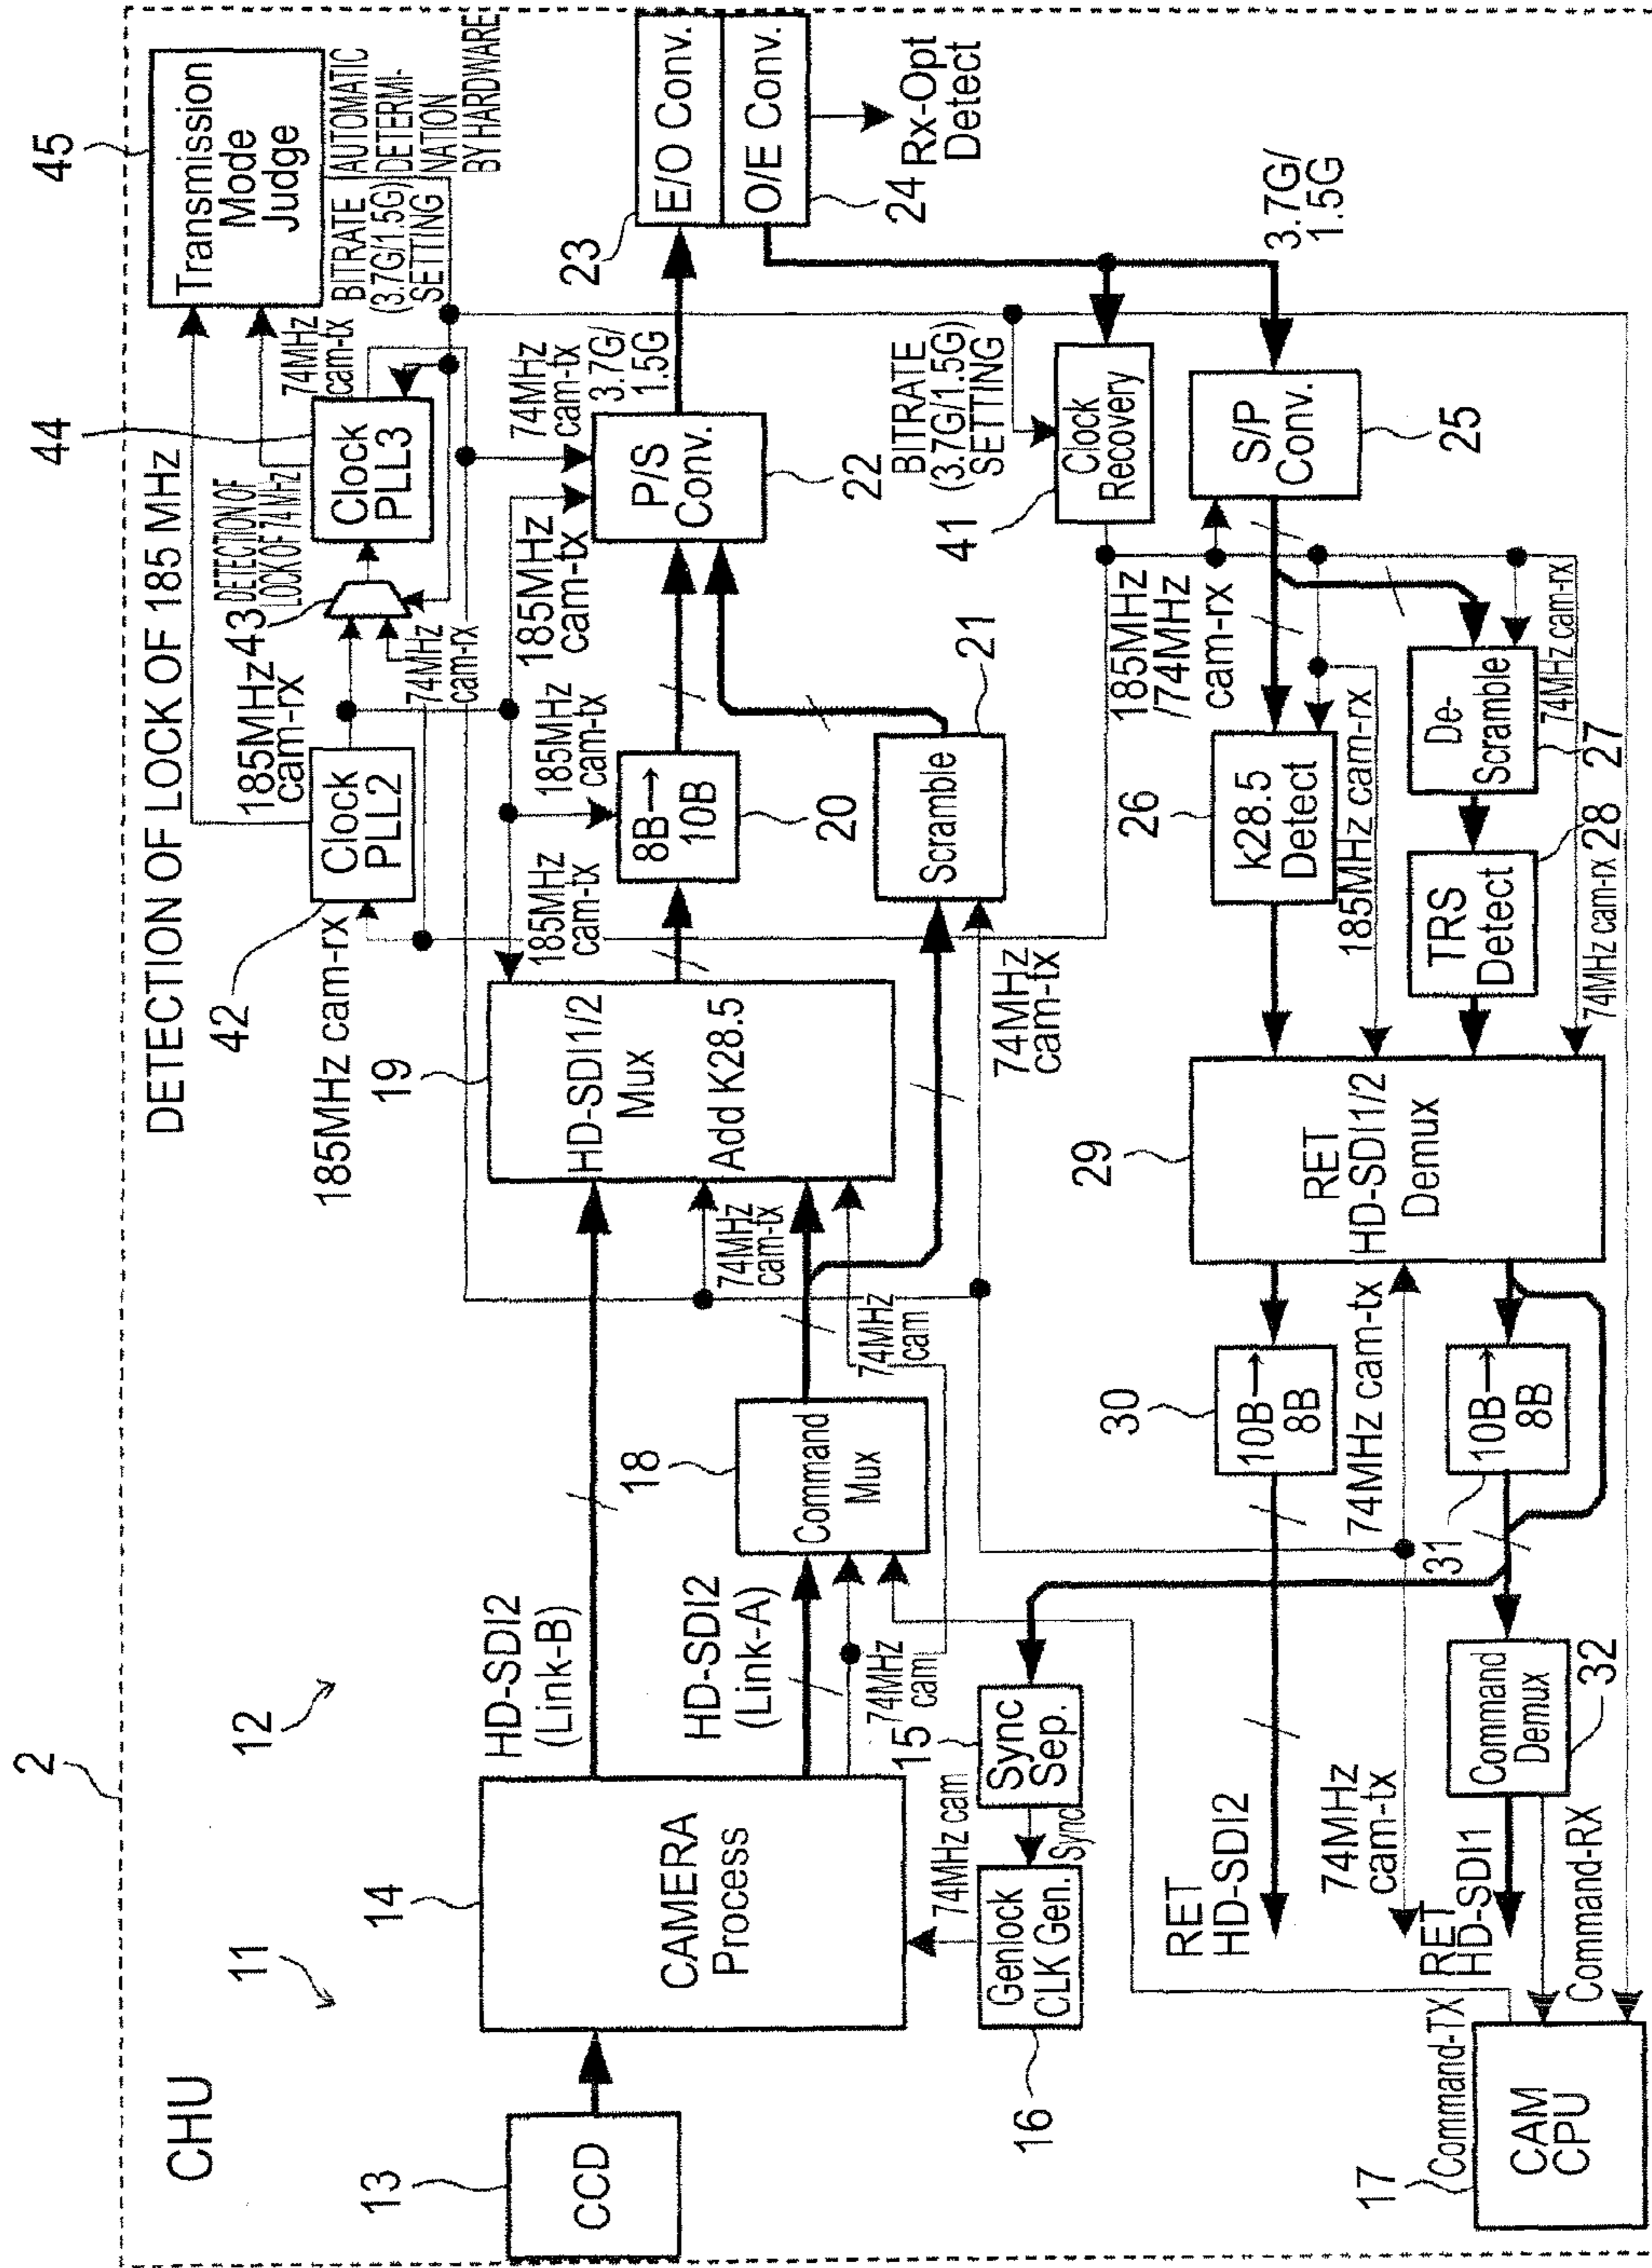 2
CHU
11
12
DETECTION OF LOCK OF 185 MHz
45
Transmission
Mode
Judge
BITRATE
(3.7G/1.5G)
SETTING
AUTOMATIC
DETERMI-
NATION
BY HARDWARE
42
185MHz cam-rx
Clock
PLL2
185MHz
cam-rx
43
74MHz
cam-rx
DETECTION OF
LOCK OF 74 MHz
44
Clock
PLL3
74MHz
cam-tx
13
CCD
14
CAMERA
Process
HD-SDI2
(Link-B)
HD-SDI2
(Link-A)
74MHz
cam
18
Command
Mux
74MHz
cam
74MHz
cam-tx
19
HD-SDI1/2
Mux
Add K28.5
185MHz
cam-tx
8B→
10B
20
185MHz
cam-tx
185MHz
cam-tx
74MHz
cam-tx
P/S
Conv.
22
3.7G/
1.5G
23
E/O Conv.
O/E Conv.
24
Rx-Opt
Detect
Scramble
21
74MHz
cam-tx
BITRATE
(3.7G/1.5G)
SETTING
41
Clock
Recovery
3.7G/
1.5G
S/P
Conv.
25
185MHz
/74MHz
cam-rx
26
k28.5
Detect
185MHz cam-rx
De-
Scramble
27
74MHz cam-rx
TRS
Detect
28
74MHz cam-rx
29
RET
HD-SDI1/2
Demux
74MHz cam-tx
30
10B→
8B
31
10B→
8B
15
Sync
Sep.
Sync
16
Genlock
CLK Gen.
74MHz cam
RET
HD-SDI2
74MHz
cam-tx
RET
HD-SDI1
Command
Demux
32
Command-RX
Command-TX
17
CAM
CPU